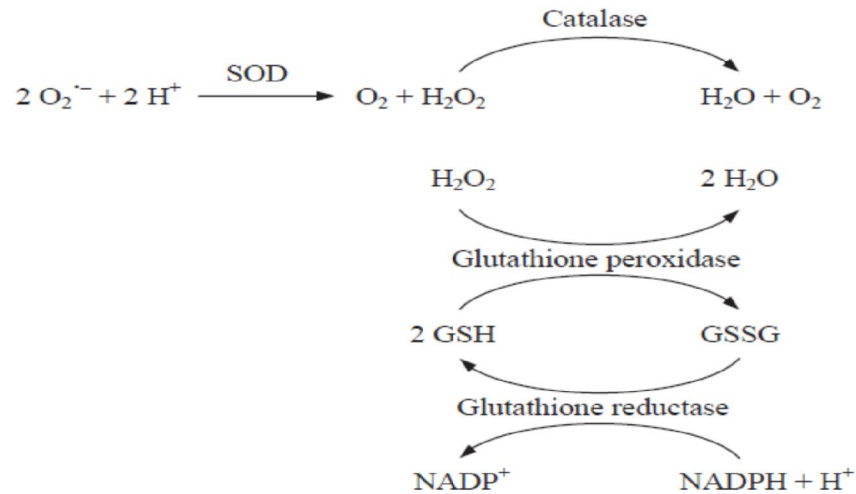 Catalase
SOD
2 O₂˙⁻ + 2 H⁺ O₂ + H₂O₂ H₂O + O₂
H₂O₂ 2 H₂O
Glutathione peroxidase
2 GSH GSSG
Glutathione reductase
NADP⁺ NADPH + H⁺